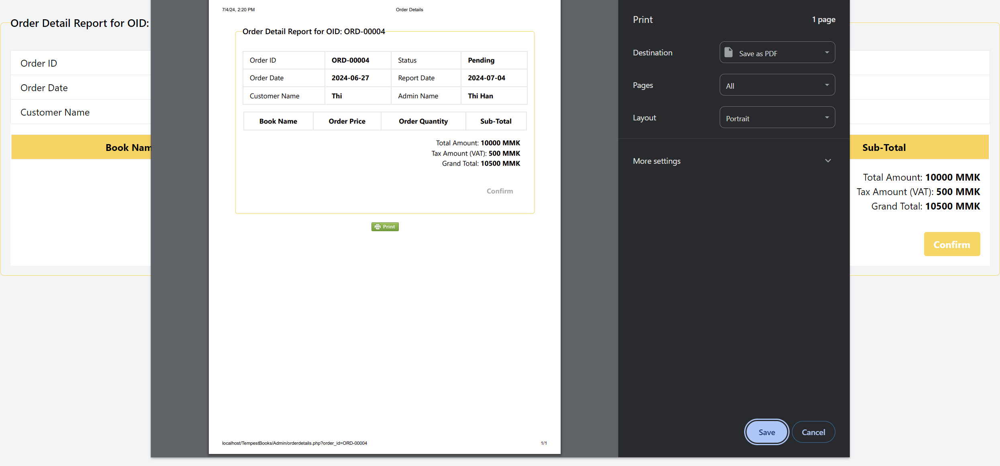 Order Detail Report for OID:
Order ID
Order Date
Customer Name
Book Nam
7/4/24, 2:20 PM
Order Details
Order Detail Report for OID: ORD-00004
Order ID ORD-00004 Status Pending
Order Date 2024-06-27 Report Date 2024-07-04
Customer Name Thi Admin Name Thi Han
Book Name Order Price Order Quantity Sub-Total
Total Amount: 10000 MMK
Tax Amount (VAT): 500 MMK
Grand Total: 10500 MMK
Confirm
Print
localhost/TempestBooks/Admin/orderdetails.php?order_id=ORD-00004
1/1
Print
1 page
Destination Save as PDF
Pages All
Layout Portrait
More settings
Save
Cancel
Sub-Total
Total Amount: 10000 MMK
Tax Amount (VAT): 500 MMK
Grand Total: 10500 MMK
Confirm